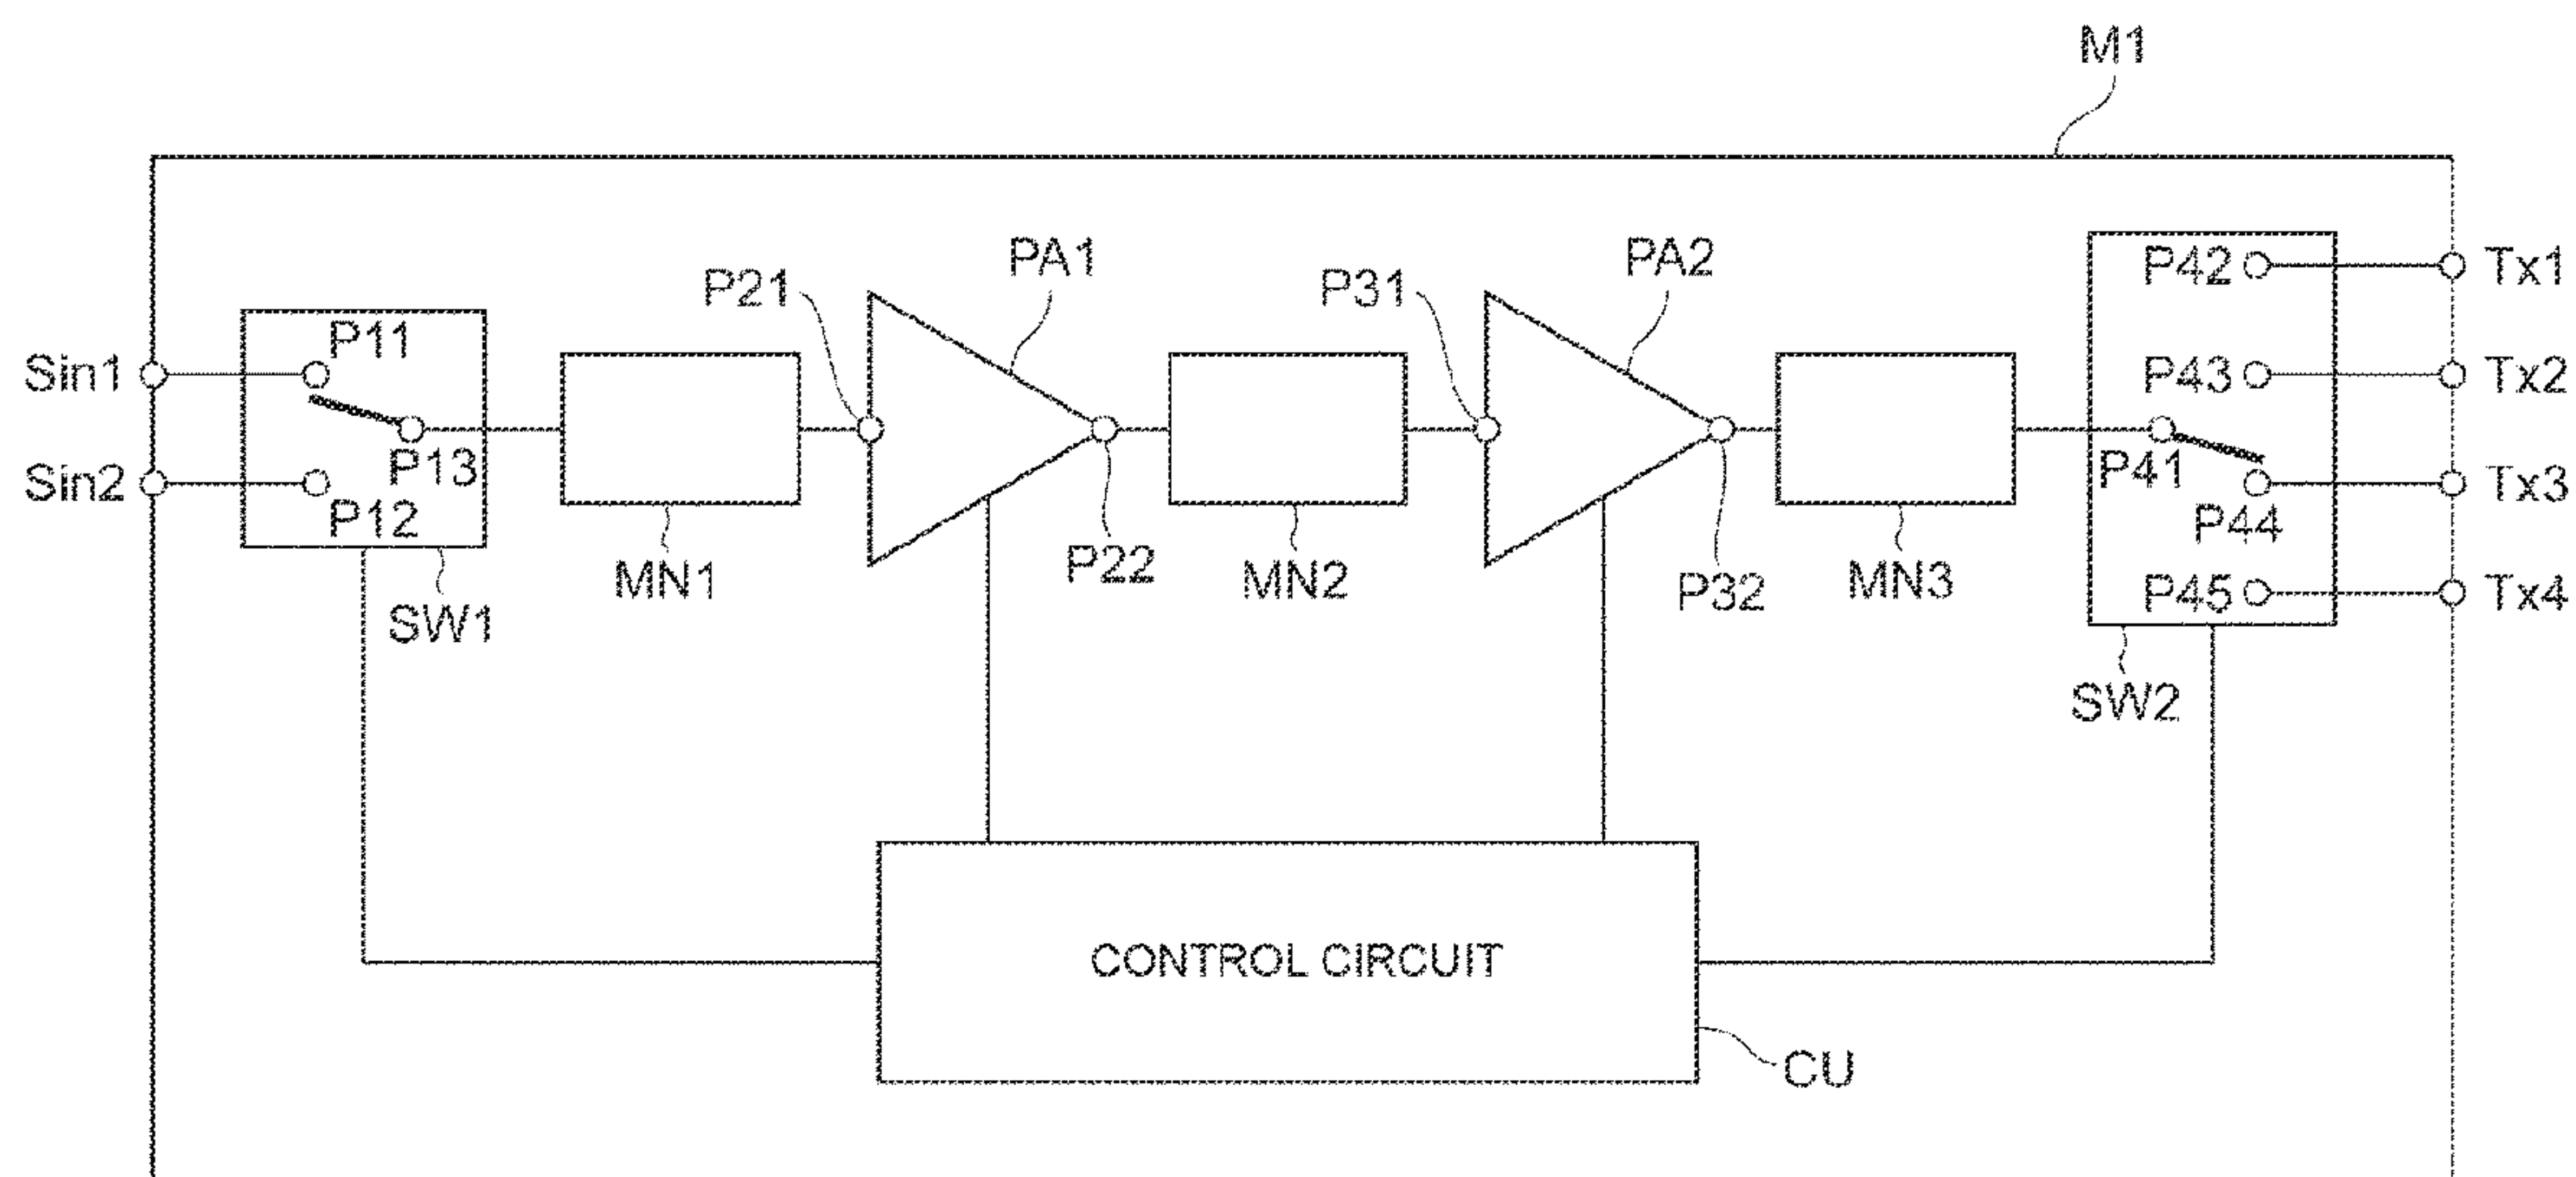 M1
PA1
PA2
P21
P31
P42
Tx1
P11
Sin1
P43
Tx2
P13
P41
Sin2
Tx3
P12
P44
P22
MN1
MN2
P32
MN3
P45
Tx4
SW1
SW2
CONTROL CIRCUIT
CU